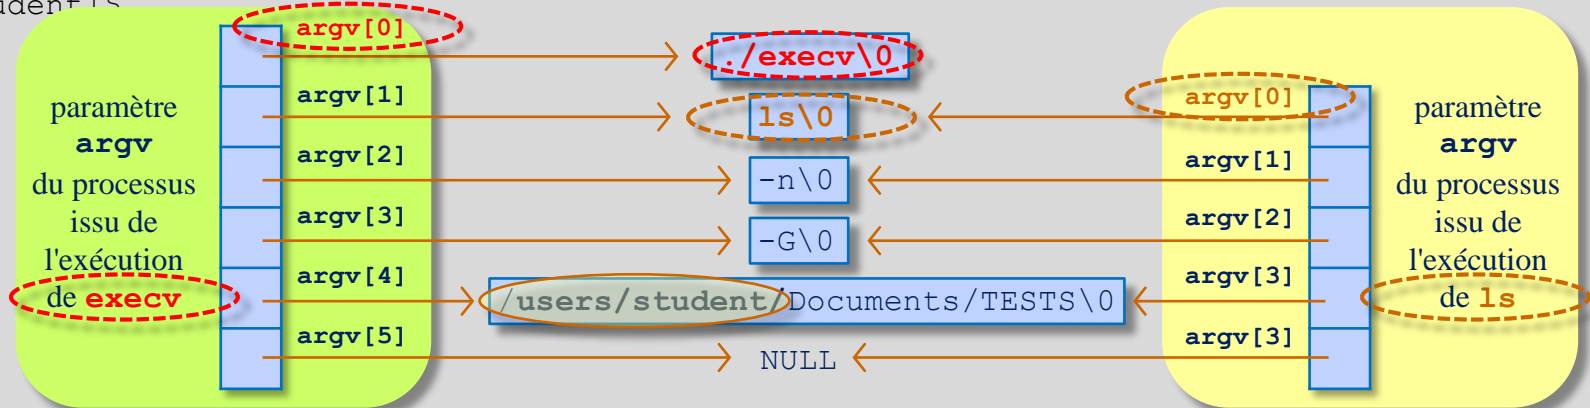 paramètre
argv
du processus
issu de
l'exécution
de execv
argv[0]
argv[1]
argv[2]
argv[3]
argv[4]
argv[5]
./execv\0
ls\0
-n\0
-G\0
/users/student/Documents/TESTS\0
NULL
argv[0]
argv[1]
argv[2]
argv[3]
argv[3]
paramètre
argv
du processus
issu de
l'exécution
de ls